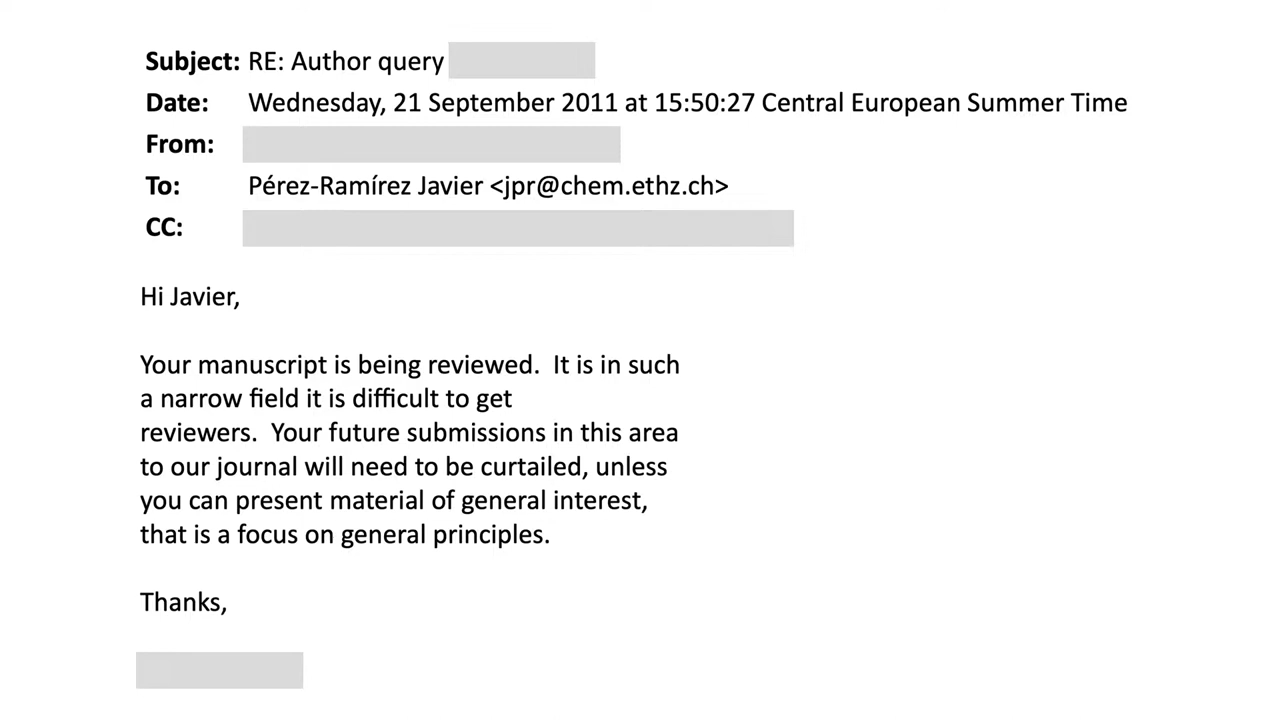 Subject: RE: Author query
Date: Wednesday, 21 September 2011 at 15:50:27 Central European Summer Time
From:
To: Pérez-Ramírez Javier <jpr@chem.ethz.ch>
CC:
Hi Javier,
Your manuscript is being reviewed.  It is in such
a narrow field it is difficult to get
reviewers.  Your future submissions in this area
to our journal will need to be curtailed, unless
you can present material of general interest,
that is a focus on general principles.
Thanks,